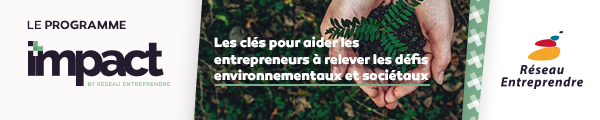 LE PROGRAMME
impact
BY RÉSEAU ENTREPRENDRE
Les clés pour aider les
entrepreneurs à relever les défis
environnementaux et sociétaux
Réseau
Entreprendre